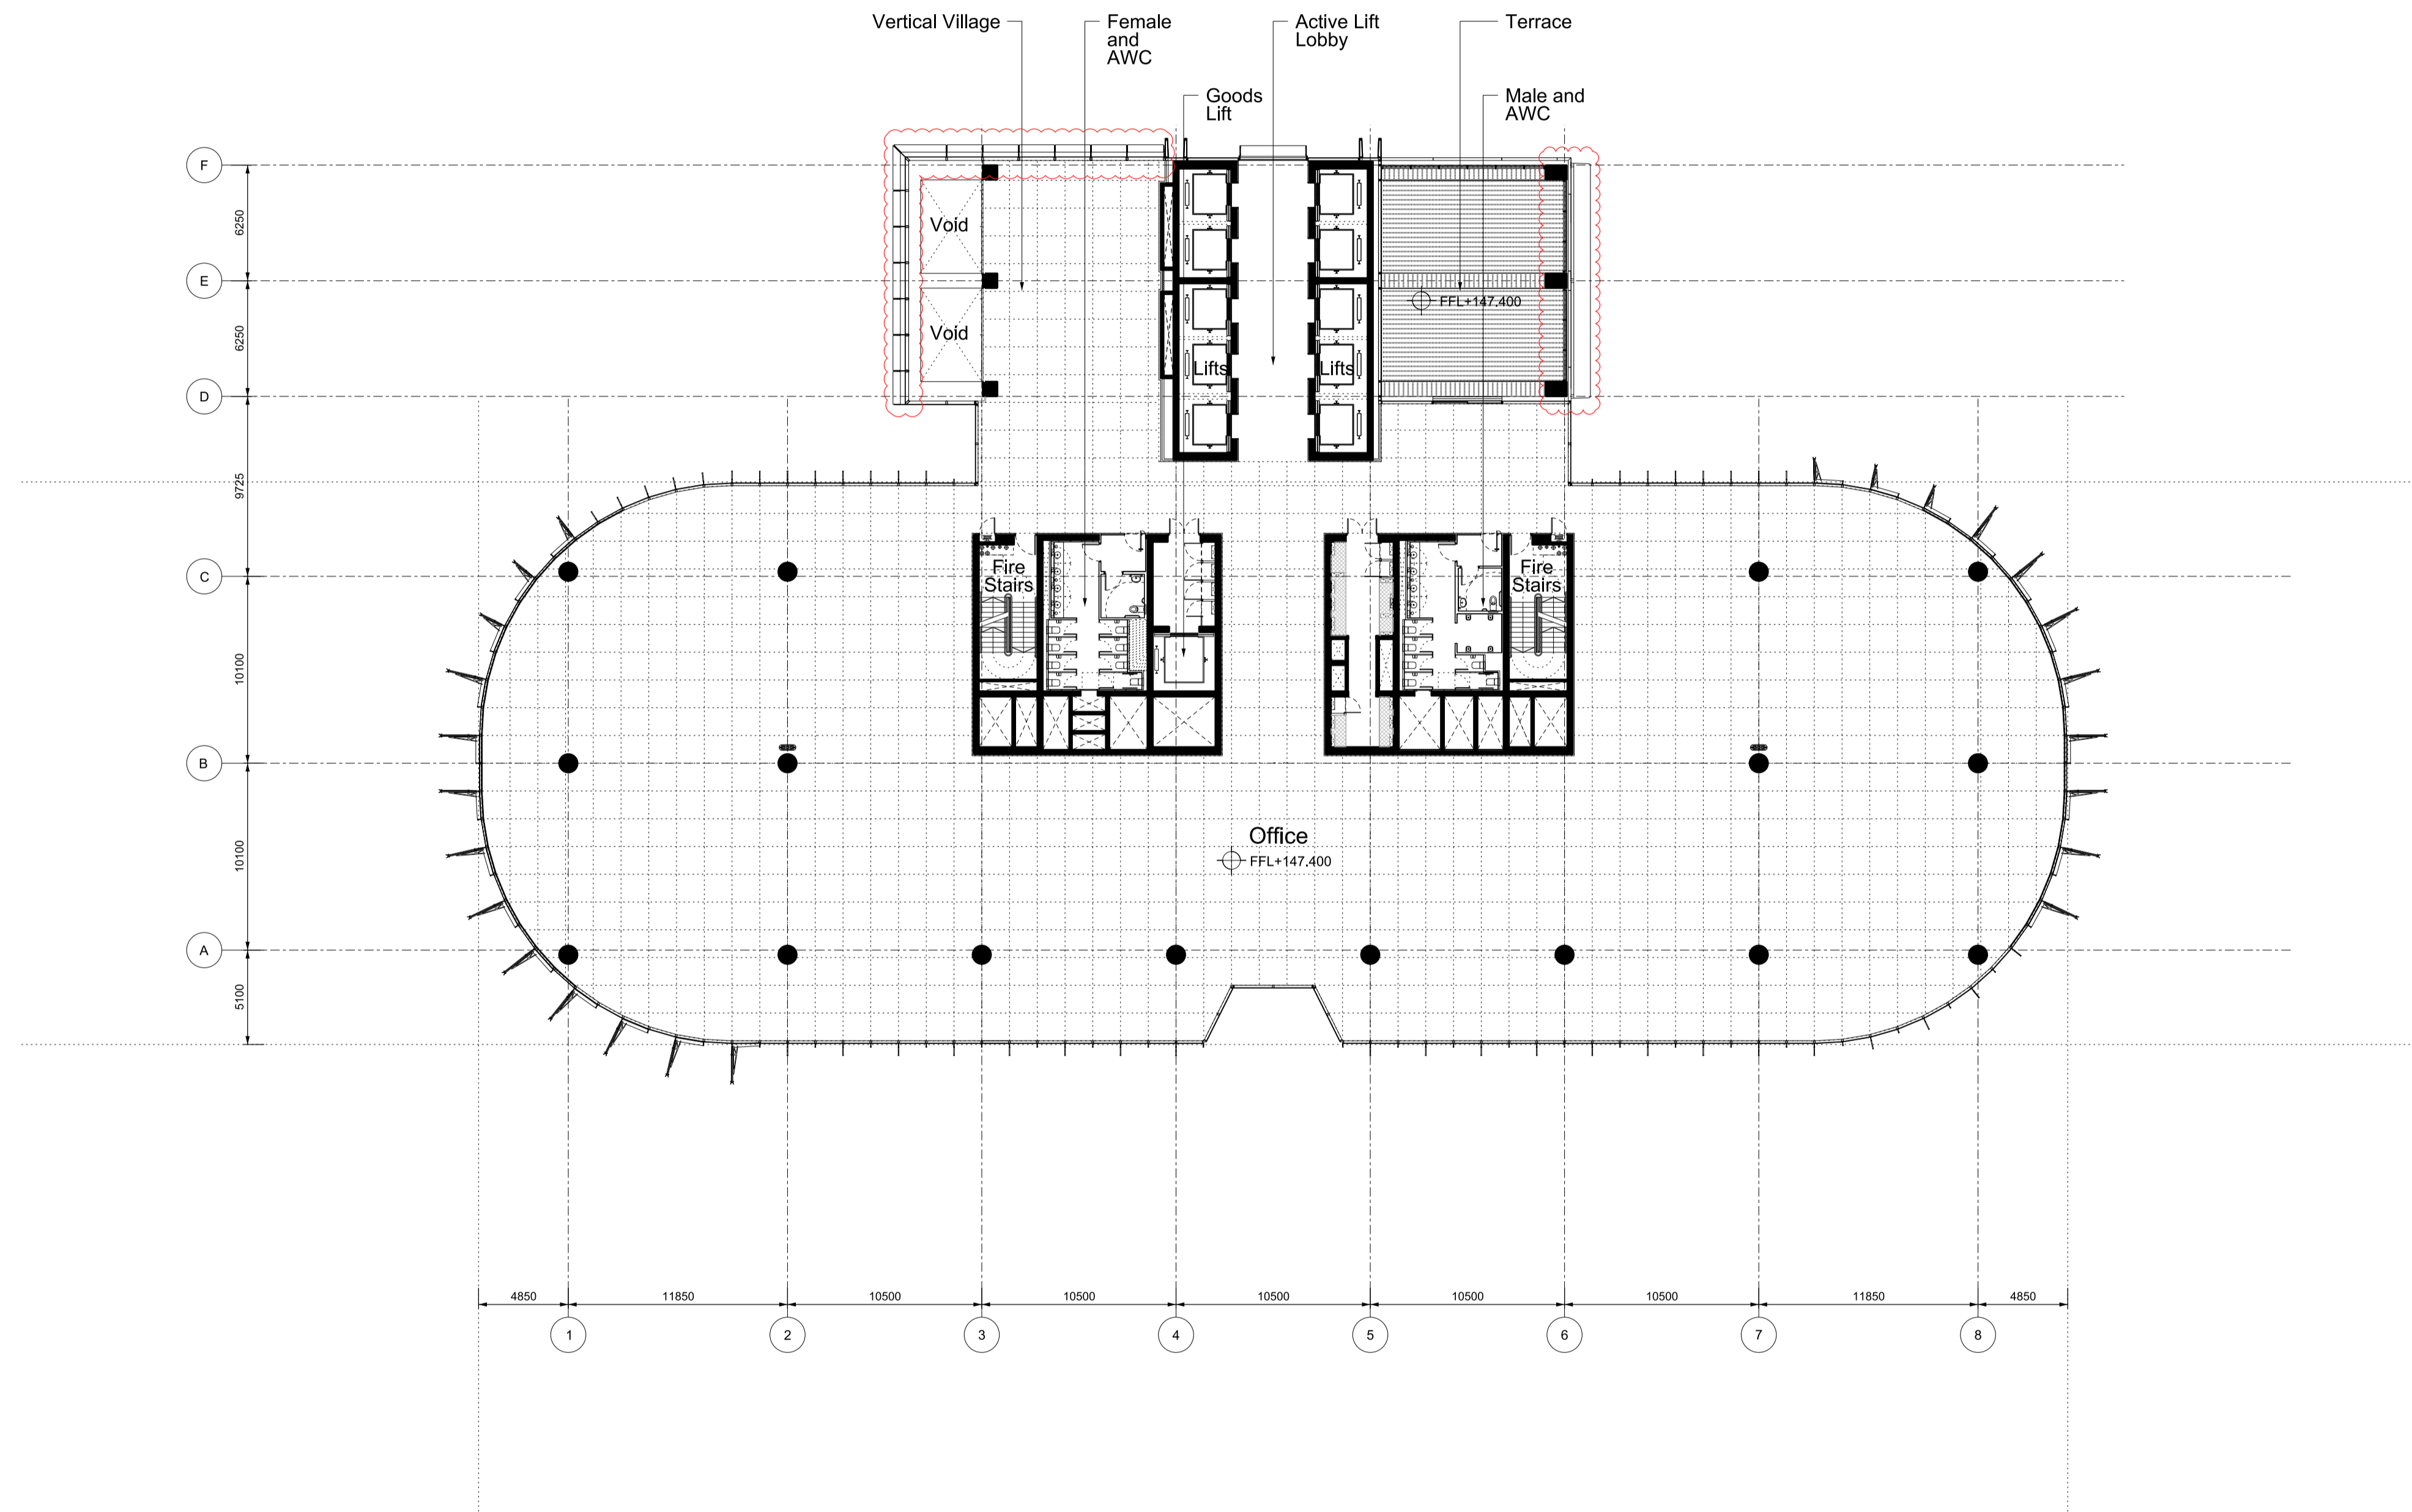 Vertical Village
Female
and
AWC
Active Lift
Lobby
Terrace
Goods
Lift
Male and
AWC
F
6250
Void
E
FFL+147.400
6250
Void
Lifts
Lifts
D
9725
Fire
Stairs
Fire
Stairs
C
10100
B
Office
FFL+147.400
10100
A
5100
4850
11850
10500
10500
10500
10500
10500
11850
4850
1
2
3
4
5
6
7
8